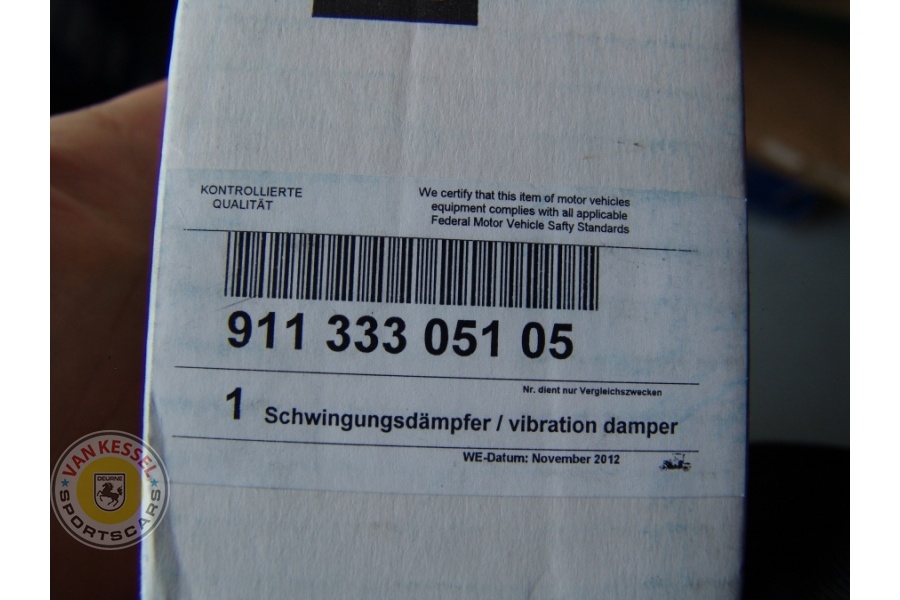 KONTROLLIERTE
QUALITÄT
We certify that this item of motor vehicles
equipment complies with all applicable
Federal Motor Vehicle Safty Standards
911 333 051 05
Nr. dient nur Vergleichszwecken
1 Schwingungsdämpfer / vibration damper
WE-Datum: November 2012
VAN KESSEL
DEURNE
SPORTSCARS